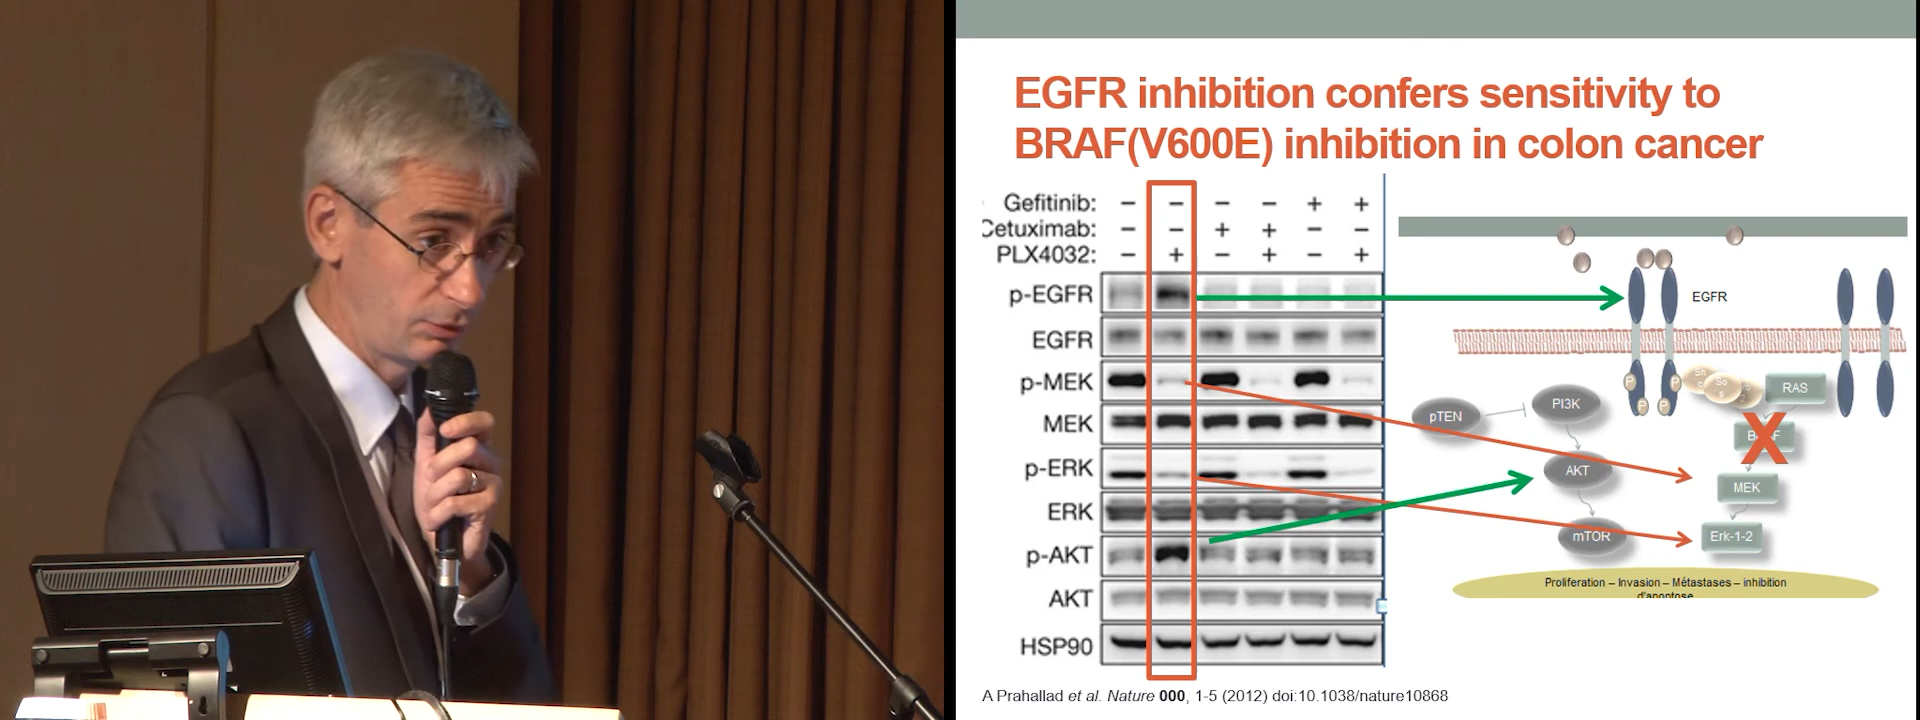 EGFR inhibition confers sensitivity to
BRAF(V600E) inhibition in colon cancer
Gefitinib: – – – – + +
Cetuximab: – – + + – –
PLX4032: – + – + – +
p-EGFR
EGFR
p-MEK
MEK
p-ERK
ERK
p-AKT
AKT
HSP90
EGFR
P P
P P
RAS
pTEN
PI3K
AKT
MEK
mTOR
Erk-1-2
Proliferation – Invasion – Métastases – inhibition
d'apoptose
A Prahallad et al. Nature 000, 1-5 (2012) doi:10.1038/nature10868